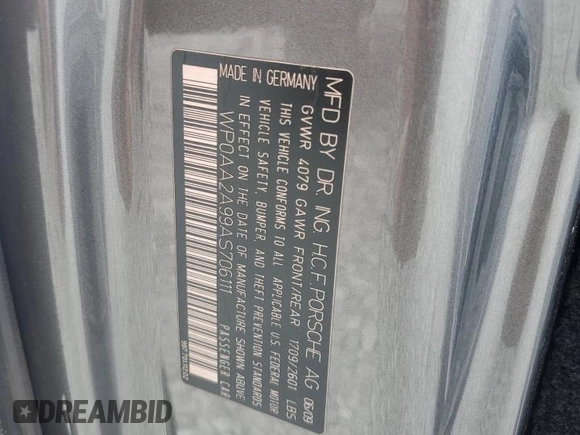 MFD BY DR. ING. H.C.F. PORSCHE AG 06/09
GVWR 4079 GAWR FRONT/REAR 1709/2601 LBS
THIS VEHICLE CONFORMS TO ALL APPLICABLE U.S. FEDERAL MOTOR
VEHICLE SAFETY, BUMPER, AND THEFT PREVENTION STANDARDS
IN EFFECT ON THE DATE OF MANUFACTURE SHOWN ABOVE
WP0AA2A99AS706111 PASSENGER CAR
MADE IN GERMANY
DREAMBID